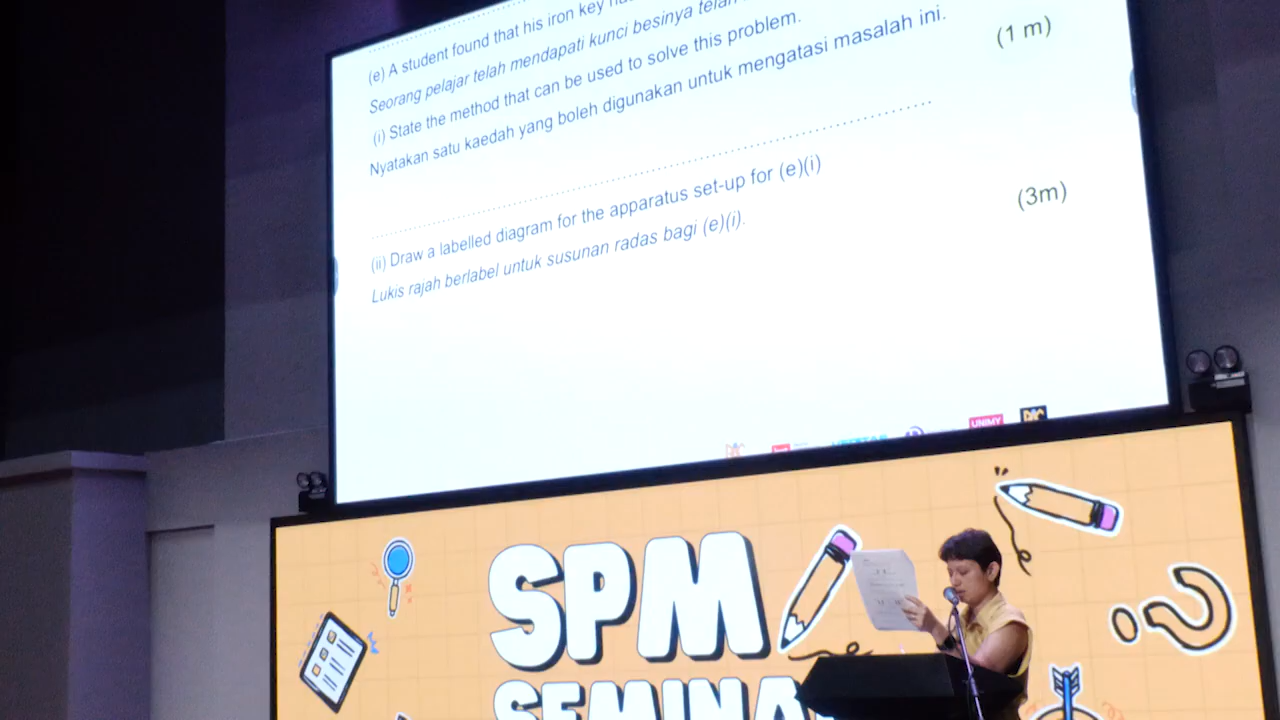 (e) A student found that his iron key
Seorang pelajar telah mendapati kunci besinya telah
(i) State the method that can be used to solve this problem.
Nyatakan satu kaedah yang boleh digunakan untuk mengatasi masalah ini.
(1 m)
(ii) Draw a labelled diagram for the apparatus set-up for (e)(i)
Lukis rajah berlabel untuk susunan radas bagi (e)(i).
(3m)
UNIMY
SPM